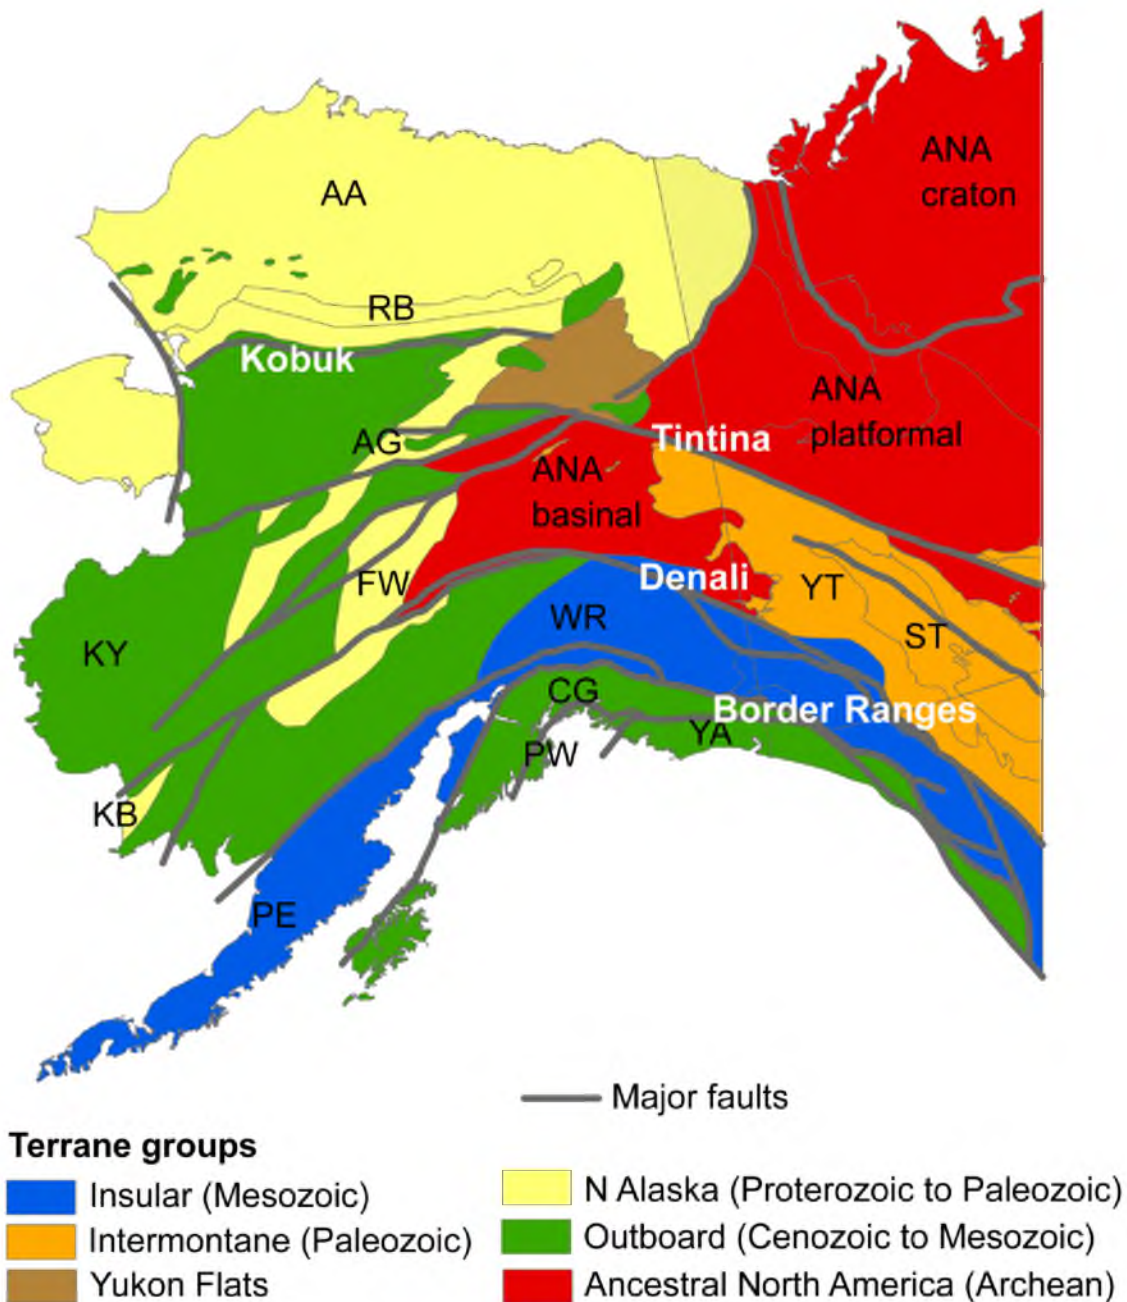 ANA
craton
AA
RB
Kobuk
ANA
platformal
Tintina
AG
ANA
basinal
FW
Denali
YT
WR
ST
KY
CG
Border Ranges
YA
PW
KB
PE
Major faults
Terrane groups
Insular (Mesozoic)
Intermontane (Paleozoic)
Yukon Flats
N Alaska (Proterozoic to Paleozoic)
Outboard (Cenozoic to Mesozoic)
Ancestral North America (Archean)